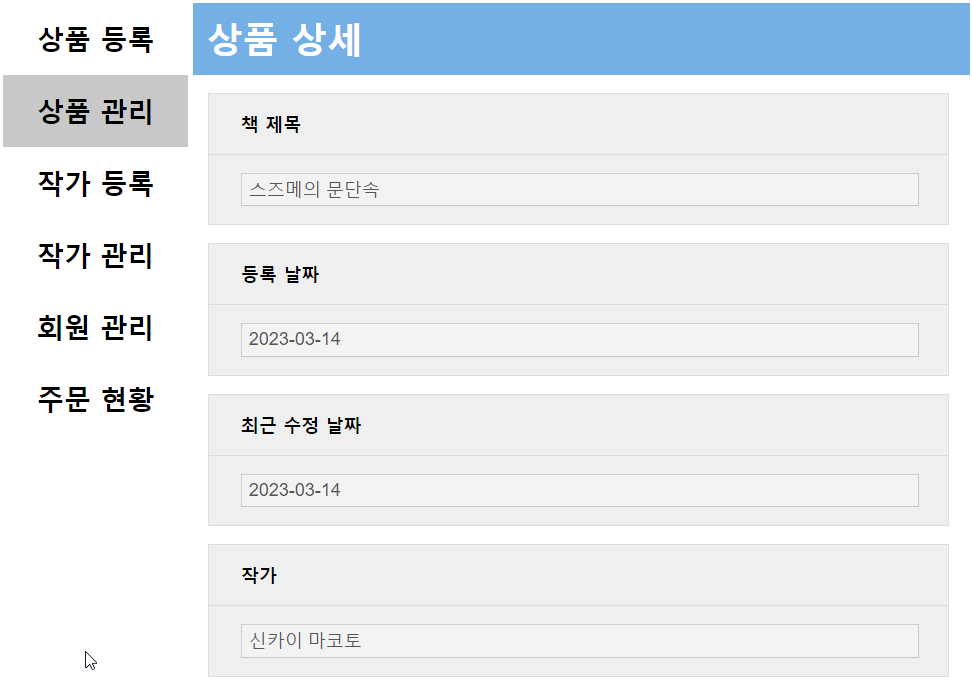 상품 등록
상품 관리
작가 등록
작가 관리
회원 관리
주문 현황
상품 상세
책 제목
스즈메의 문단속
등록 날짜
2023-03-14
최근 수정 날짜
2023-03-14
작가
신카이 마코토